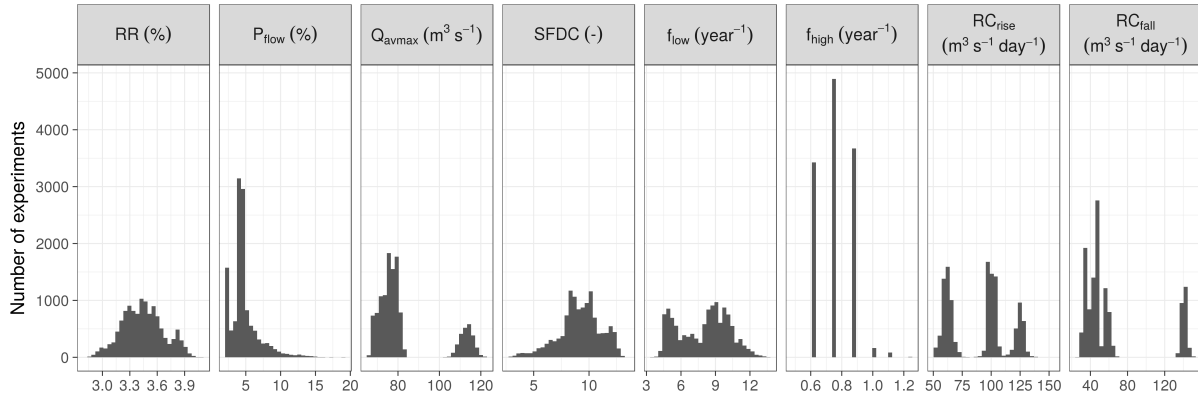 RR (%)
P_flow (%)
Q_avmax (m³ s⁻¹)
SFDC (-)
f_low (year⁻¹)
f_high (year⁻¹)
RC_rise
(m³ s⁻¹ day⁻¹)
RC_fall
(m³ s⁻¹ day⁻¹)
Number of experiments
5000
4000
3000
2000
1000
0
3.0 3.3 3.6 3.9
5 10 15 20
80 100 120
5 10
3 6 9 12
0.6 0.8 1.0 1.2
50 75 100 125 150
40 80 120